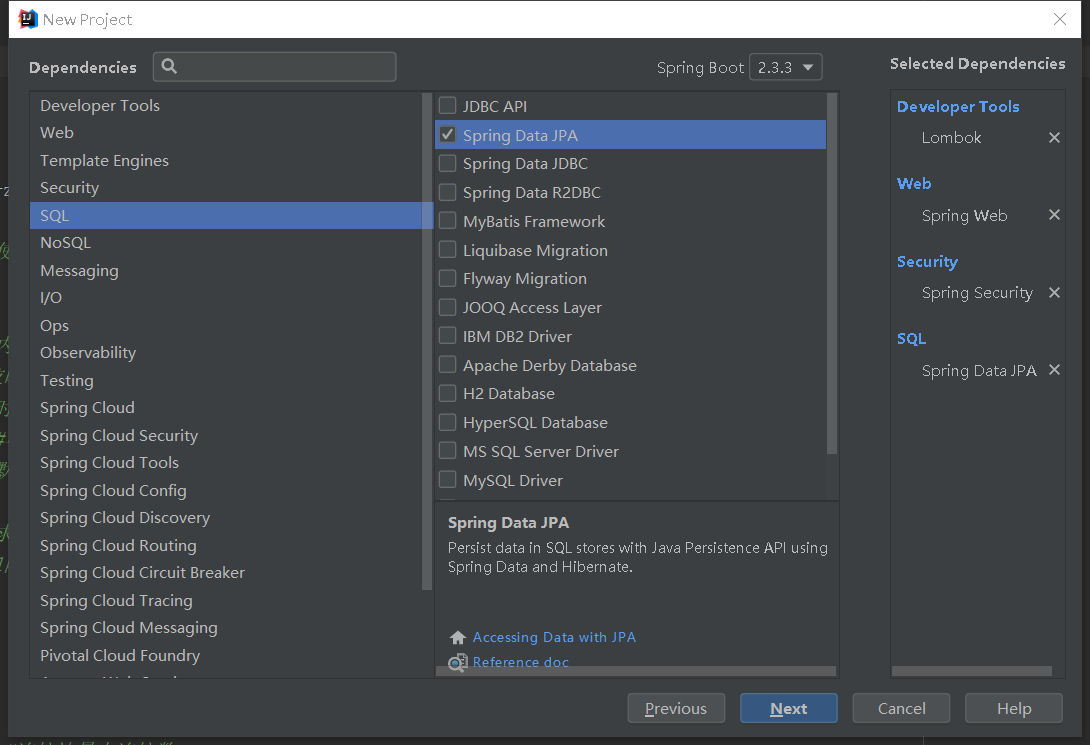 New Project
Dependencies
Spring Boot 2.3.3
Selected Dependencies
Developer Tools
Web
Template Engines
Security
SQL
NoSQL
Messaging
I/O
Ops
Observability
Testing
Spring Cloud
Spring Cloud Security
Spring Cloud Tools
Spring Cloud Config
Spring Cloud Discovery
Spring Cloud Routing
Spring Cloud Circuit Breaker
Spring Cloud Tracing
Spring Cloud Messaging
Pivotal Cloud Foundry
JDBC API
Spring Data JPA
Spring Data JDBC
Spring Data R2DBC
MyBatis Framework
Liquibase Migration
Flyway Migration
JOOQ Access Layer
IBM DB2 Driver
Apache Derby Database
H2 Database
HyperSQL Database
MS SQL Server Driver
MySQL Driver
Spring Data JPA
Persist data in SQL stores with Java Persistence API using
Spring Data and Hibernate.
Accessing Data with JPA
Reference doc
Developer Tools
Lombok
Web
Spring Web
Security
Spring Security
SQL
Spring Data JPA
Previous
Next
Cancel
Help